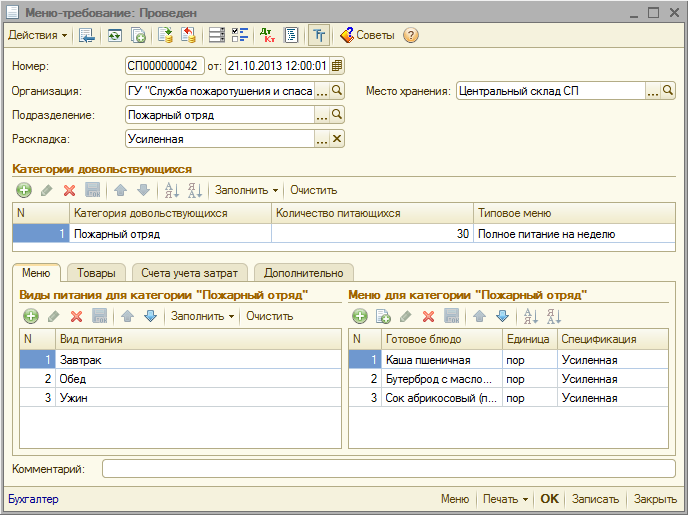 Меню-требование: Проведен
Действия Дт Кт Тт Советы ?
Номер: СП000000042 от: 21.10.2013 12:00:01
Организация: ГУ "Служба пожаротушения и спаса ... Место хранения: Центральный склад СП ...
Подразделение: Пожарный отряд ...
Раскладка: Усиленная ...
Категории довольствующихся
Заполнить Очистить
N Категория довольствующихся Количество питающихся Типовое меню
1 Пожарный отряд 30 Полное питание на неделю
Меню Товары Счета учета затрат Дополнительно
Виды питания для категории "Пожарный отряд" Меню для категории "Пожарный отряд"
Заполнить Очистить
N Вид питания N Готовое блюдо Единица Спецификация
1 Завтрак 1 Каша пшеничная пор Усиленная
2 Обед 2 Бутерброд с масло... пор Усиленная
3 Ужин 3 Сок абрикосовый (п... пор Усиленная
Комментарий:
Бухгалтер Меню Печать OK Записать Закрыть